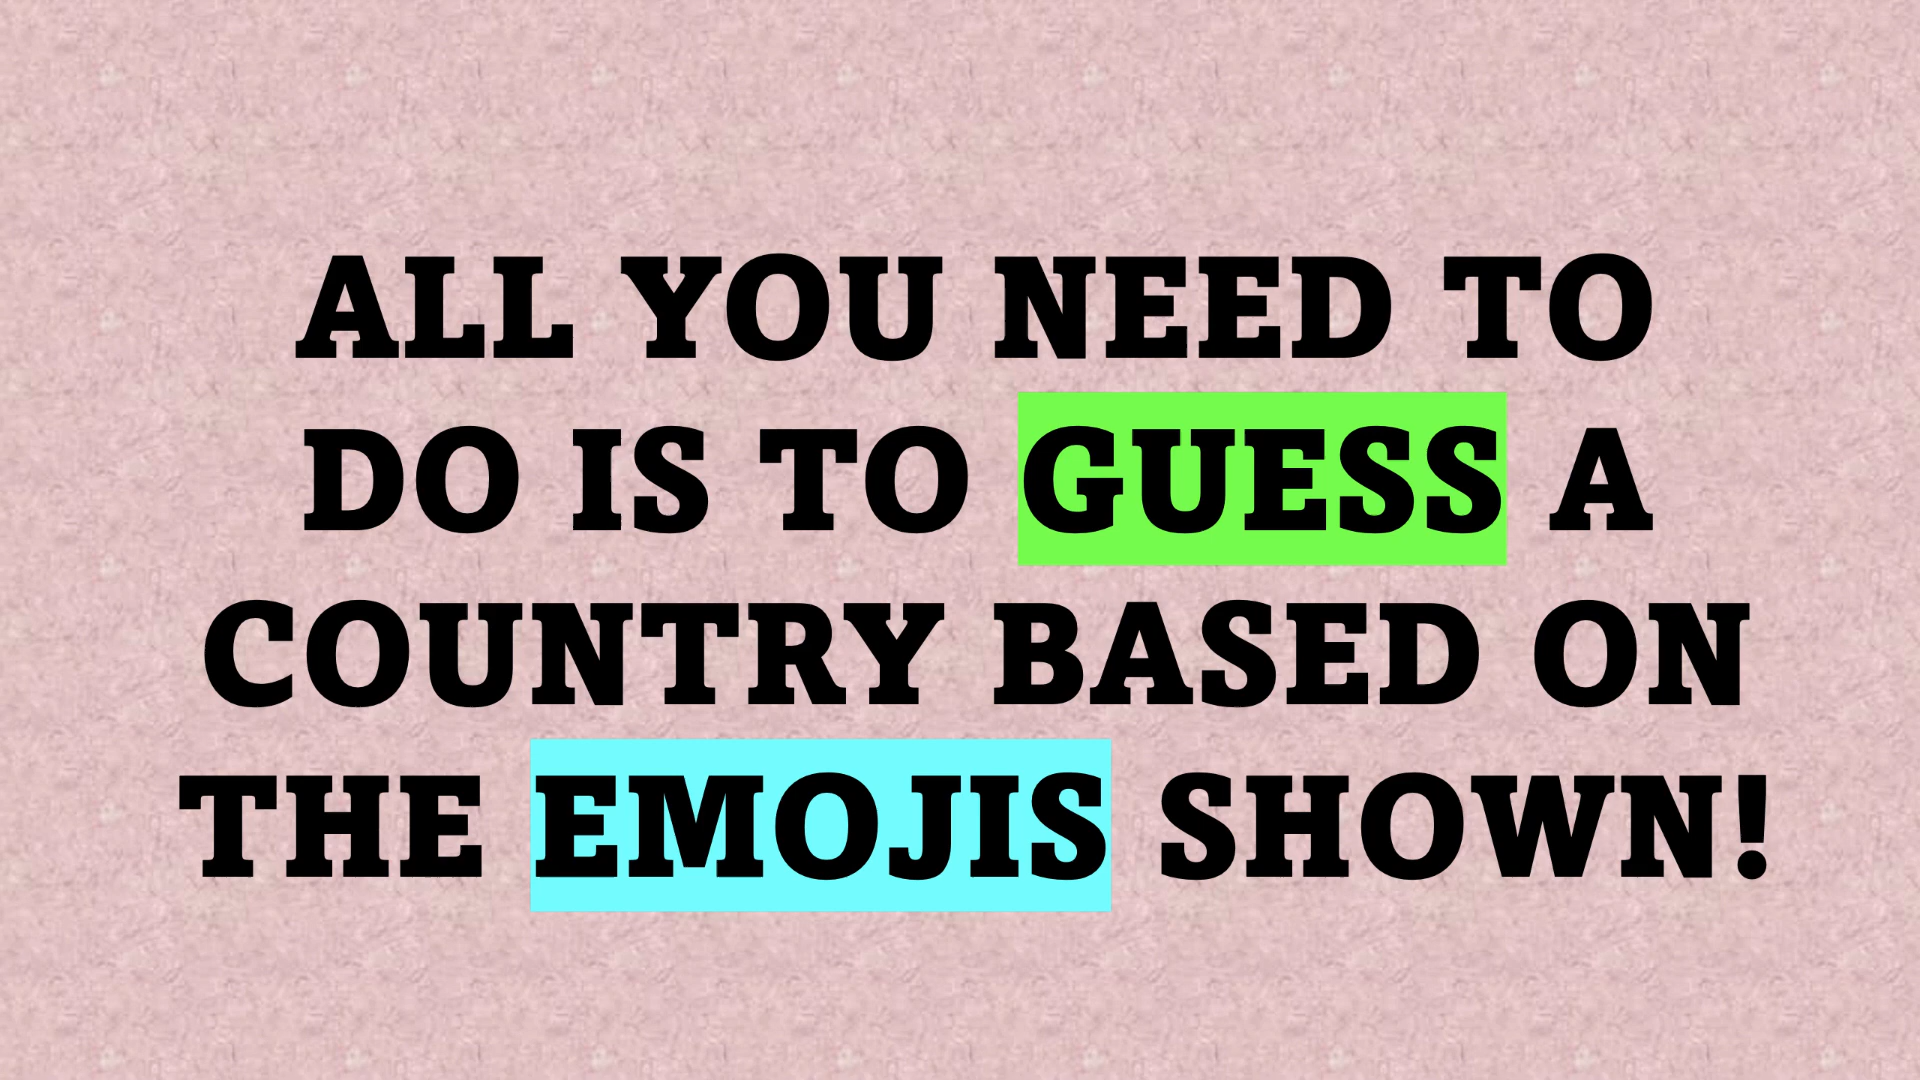 ALL YOU NEED TO
DO IS TO GUESS A
COUNTRY BASED ON
THE EMOJIS SHOWN!